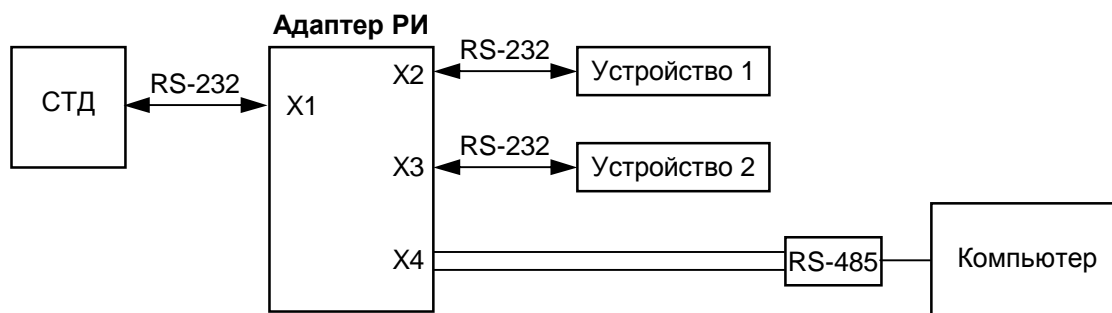 Адаптер РИ
СТД
RS-232
X1
X2
RS-232
Устройство 1
X3
RS-232
Устройство 2
X4
RS-485
Компьютер